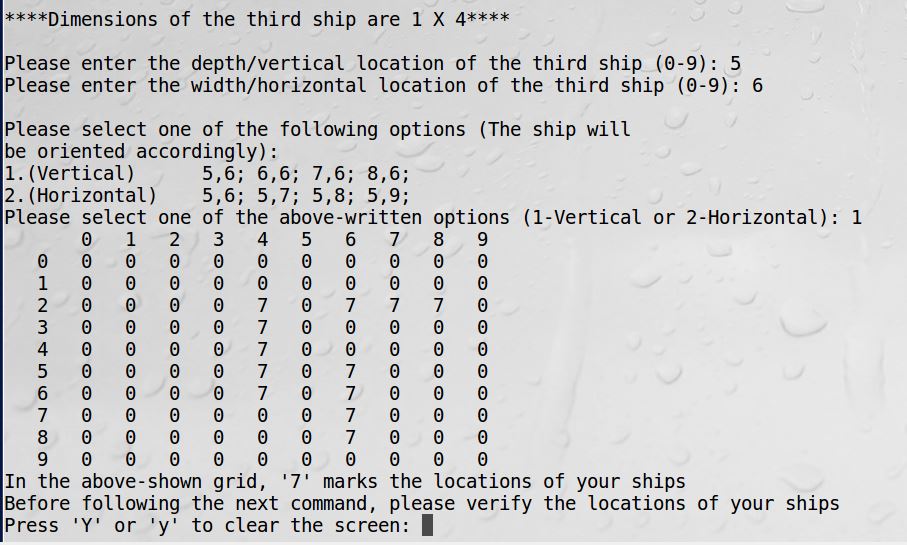 ****Dimensions of the third ship are 1 X 4****
Please enter the depth/vertical location of the third ship (0-9): 5
Please enter the width/horizontal location of the third ship (0-9): 6
Please select one of the following options (The ship will
be oriented accordingly):
1.(Vertical)      5,6; 6,6; 7,6; 8,6;
2.(Horizontal)    5,6; 5,7; 5,8; 5,9;
Please select one of the above-written options (1-Vertical or 2-Horizontal): 1
       0   1   2   3   4   5   6   7   8   9
   0   0   0   0   0   0   0   0   0   0   0
   1   0   0   0   0   0   0   0   0   0   0
   2   0   0   0   0   7   0   7   7   7   0
   3   0   0   0   0   7   0   0   0   0   0
   4   0   0   0   0   7   0   0   0   0   0
   5   0   0   0   0   7   0   7   0   0   0
   6   0   0   0   0   7   0   7   0   0   0
   7   0   0   0   0   0   0   7   0   0   0
   8   0   0   0   0   0   0   7   0   0   0
   9   0   0   0   0   0   0   0   0   0   0
In the above-shown grid, '7' marks the locations of your ships
Before following the next command, please verify the locations of your ships
Press 'Y' or 'y' to clear the screen: